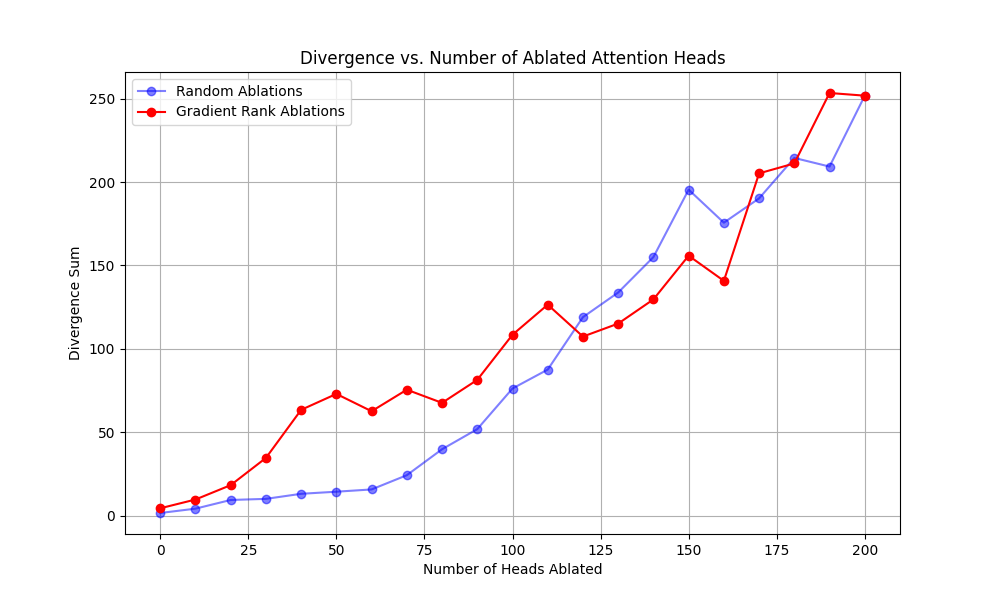 Divergence vs. Number of Ablated Attention Heads
Random Ablations
Gradient Rank Ablations
250
200
150
100
50
0
Divergence Sum
0 25 50 75 100 125 150 175 200
Number of Heads Ablated